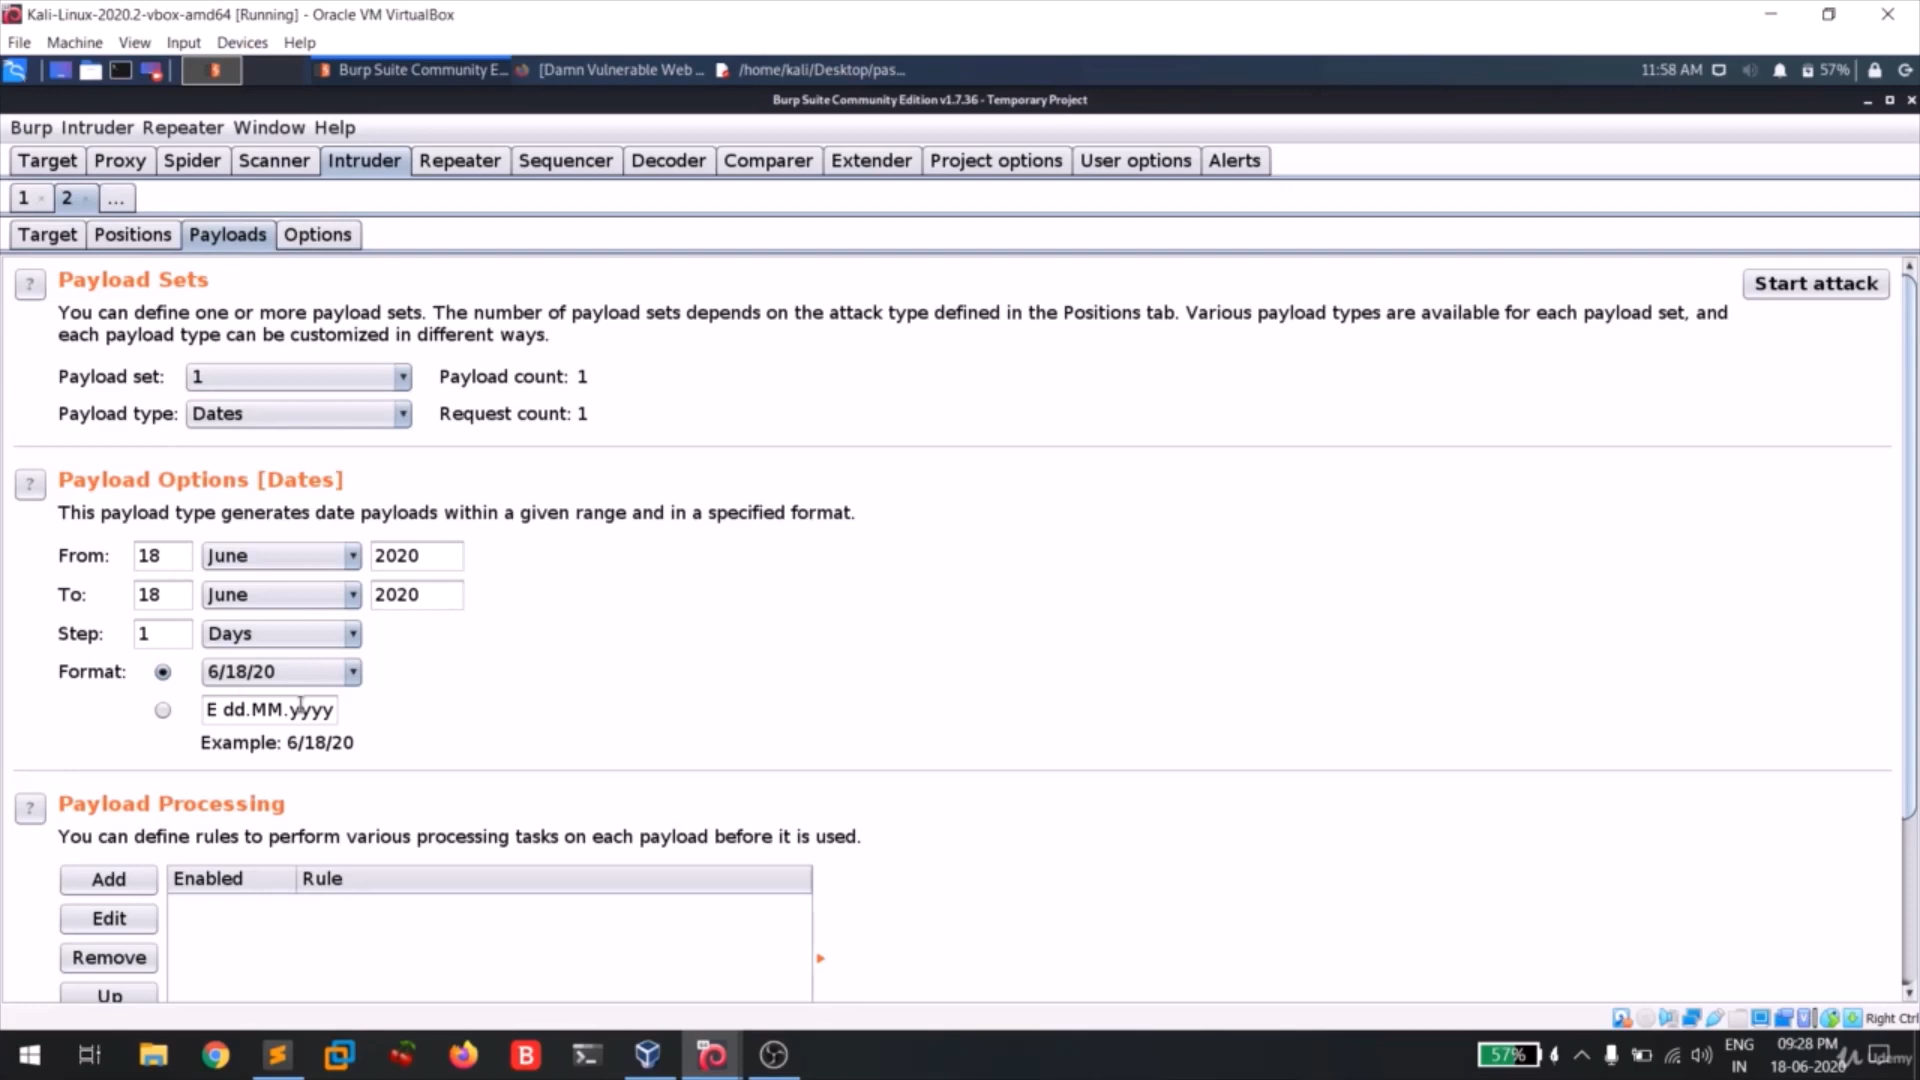 Kali-Linux-2020.2-vbox-amd64 [Running] - Oracle VM VirtualBox
File Machine View Input Devices Help
Burp Suite Community E... [Damn Vulnerable Web ... /home/kali/Desktop/pas... 11:58 AM 57%
Burp Suite Community Edition v1.7.36 - Temporary Project
Burp Intruder Repeater Window Help
Target Proxy Spider Scanner Intruder Repeater Sequencer Decoder Comparer Extender Project options User options Alerts
1 × 2 × ...
Target Positions Payloads Options
? Payload Sets Start attack
You can define one or more payload sets. The number of payload sets depends on the attack type defined in the Positions tab. Various payload types are available for each payload set, and
each payload type can be customized in different ways.
Payload set: 1 Payload count: 1
Payload type: Dates Request count: 1
? Payload Options [Dates]
This payload type generates date payloads within a given range and in a specified format.
From: 18 June 2020
To: 18 June 2020
Step: 1 Days
Format: 6/18/20
E dd.MM.yyyy
Example: 6/18/20
? Payload Processing
You can define rules to perform various processing tasks on each payload before it is used.
Add Enabled Rule
Edit
Remove
Up
Right Ctrl
B 57% ENG 09:28 PM
IN 18-06-2020 Udemy